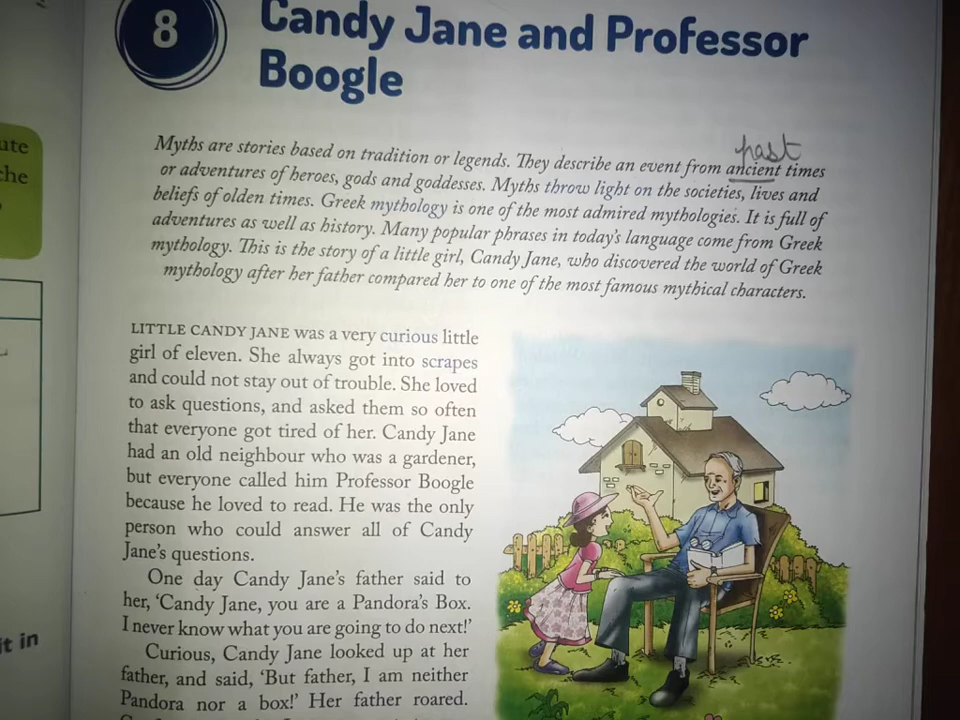 8
Candy Jane and Professor
Boogle
past
Myths are stories based on tradition or legends. They describe an event from ancient times
or adventures of heroes, gods and goddesses. Myths throw light on the societies, lives and
beliefs of olden times. Greek mythology is one of the most admired mythologies. It is full of
adventures as well as history. Many popular phrases in today's language come from Greek
mythology. This is the story of a little girl, Candy Jane, who discovered the world of Greek
mythology after her father compared her to one of the most famous mythical characters.
LITTLE CANDY JANE was a very curious little
girl of eleven. She always got into scrapes
and could not stay out of trouble. She loved
to ask questions, and asked them so often
that everyone got tired of her. Candy Jane
had an old neighbour who was a gardener,
but everyone called him Professor Boogle
because he loved to read. He was the only
person who could answer all of Candy
Jane's questions.
One day Candy Jane's father said to
her, 'Candy Jane, you are a Pandora's Box.
I never know what you are going to do next!'
Curious, Candy Jane looked up at her
father, and said, 'But father, I am neither
Pandora nor a box!' Her father roared.
it in